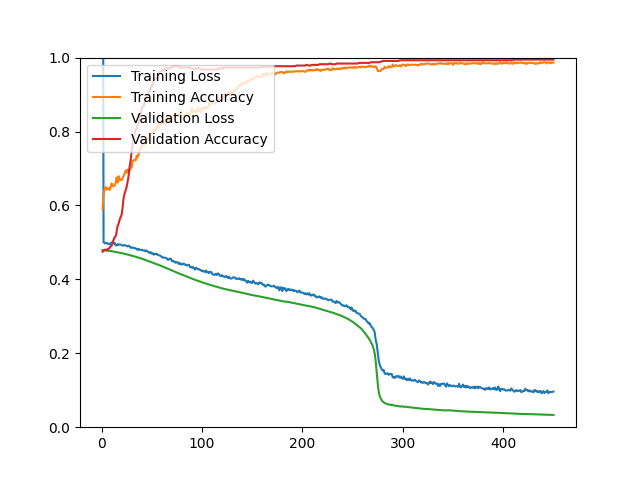 1.0
0.8
0.6
0.4
0.2
0.0
Training Loss
Training Accuracy
Validation Loss
Validation Accuracy
0 100 200 300 400